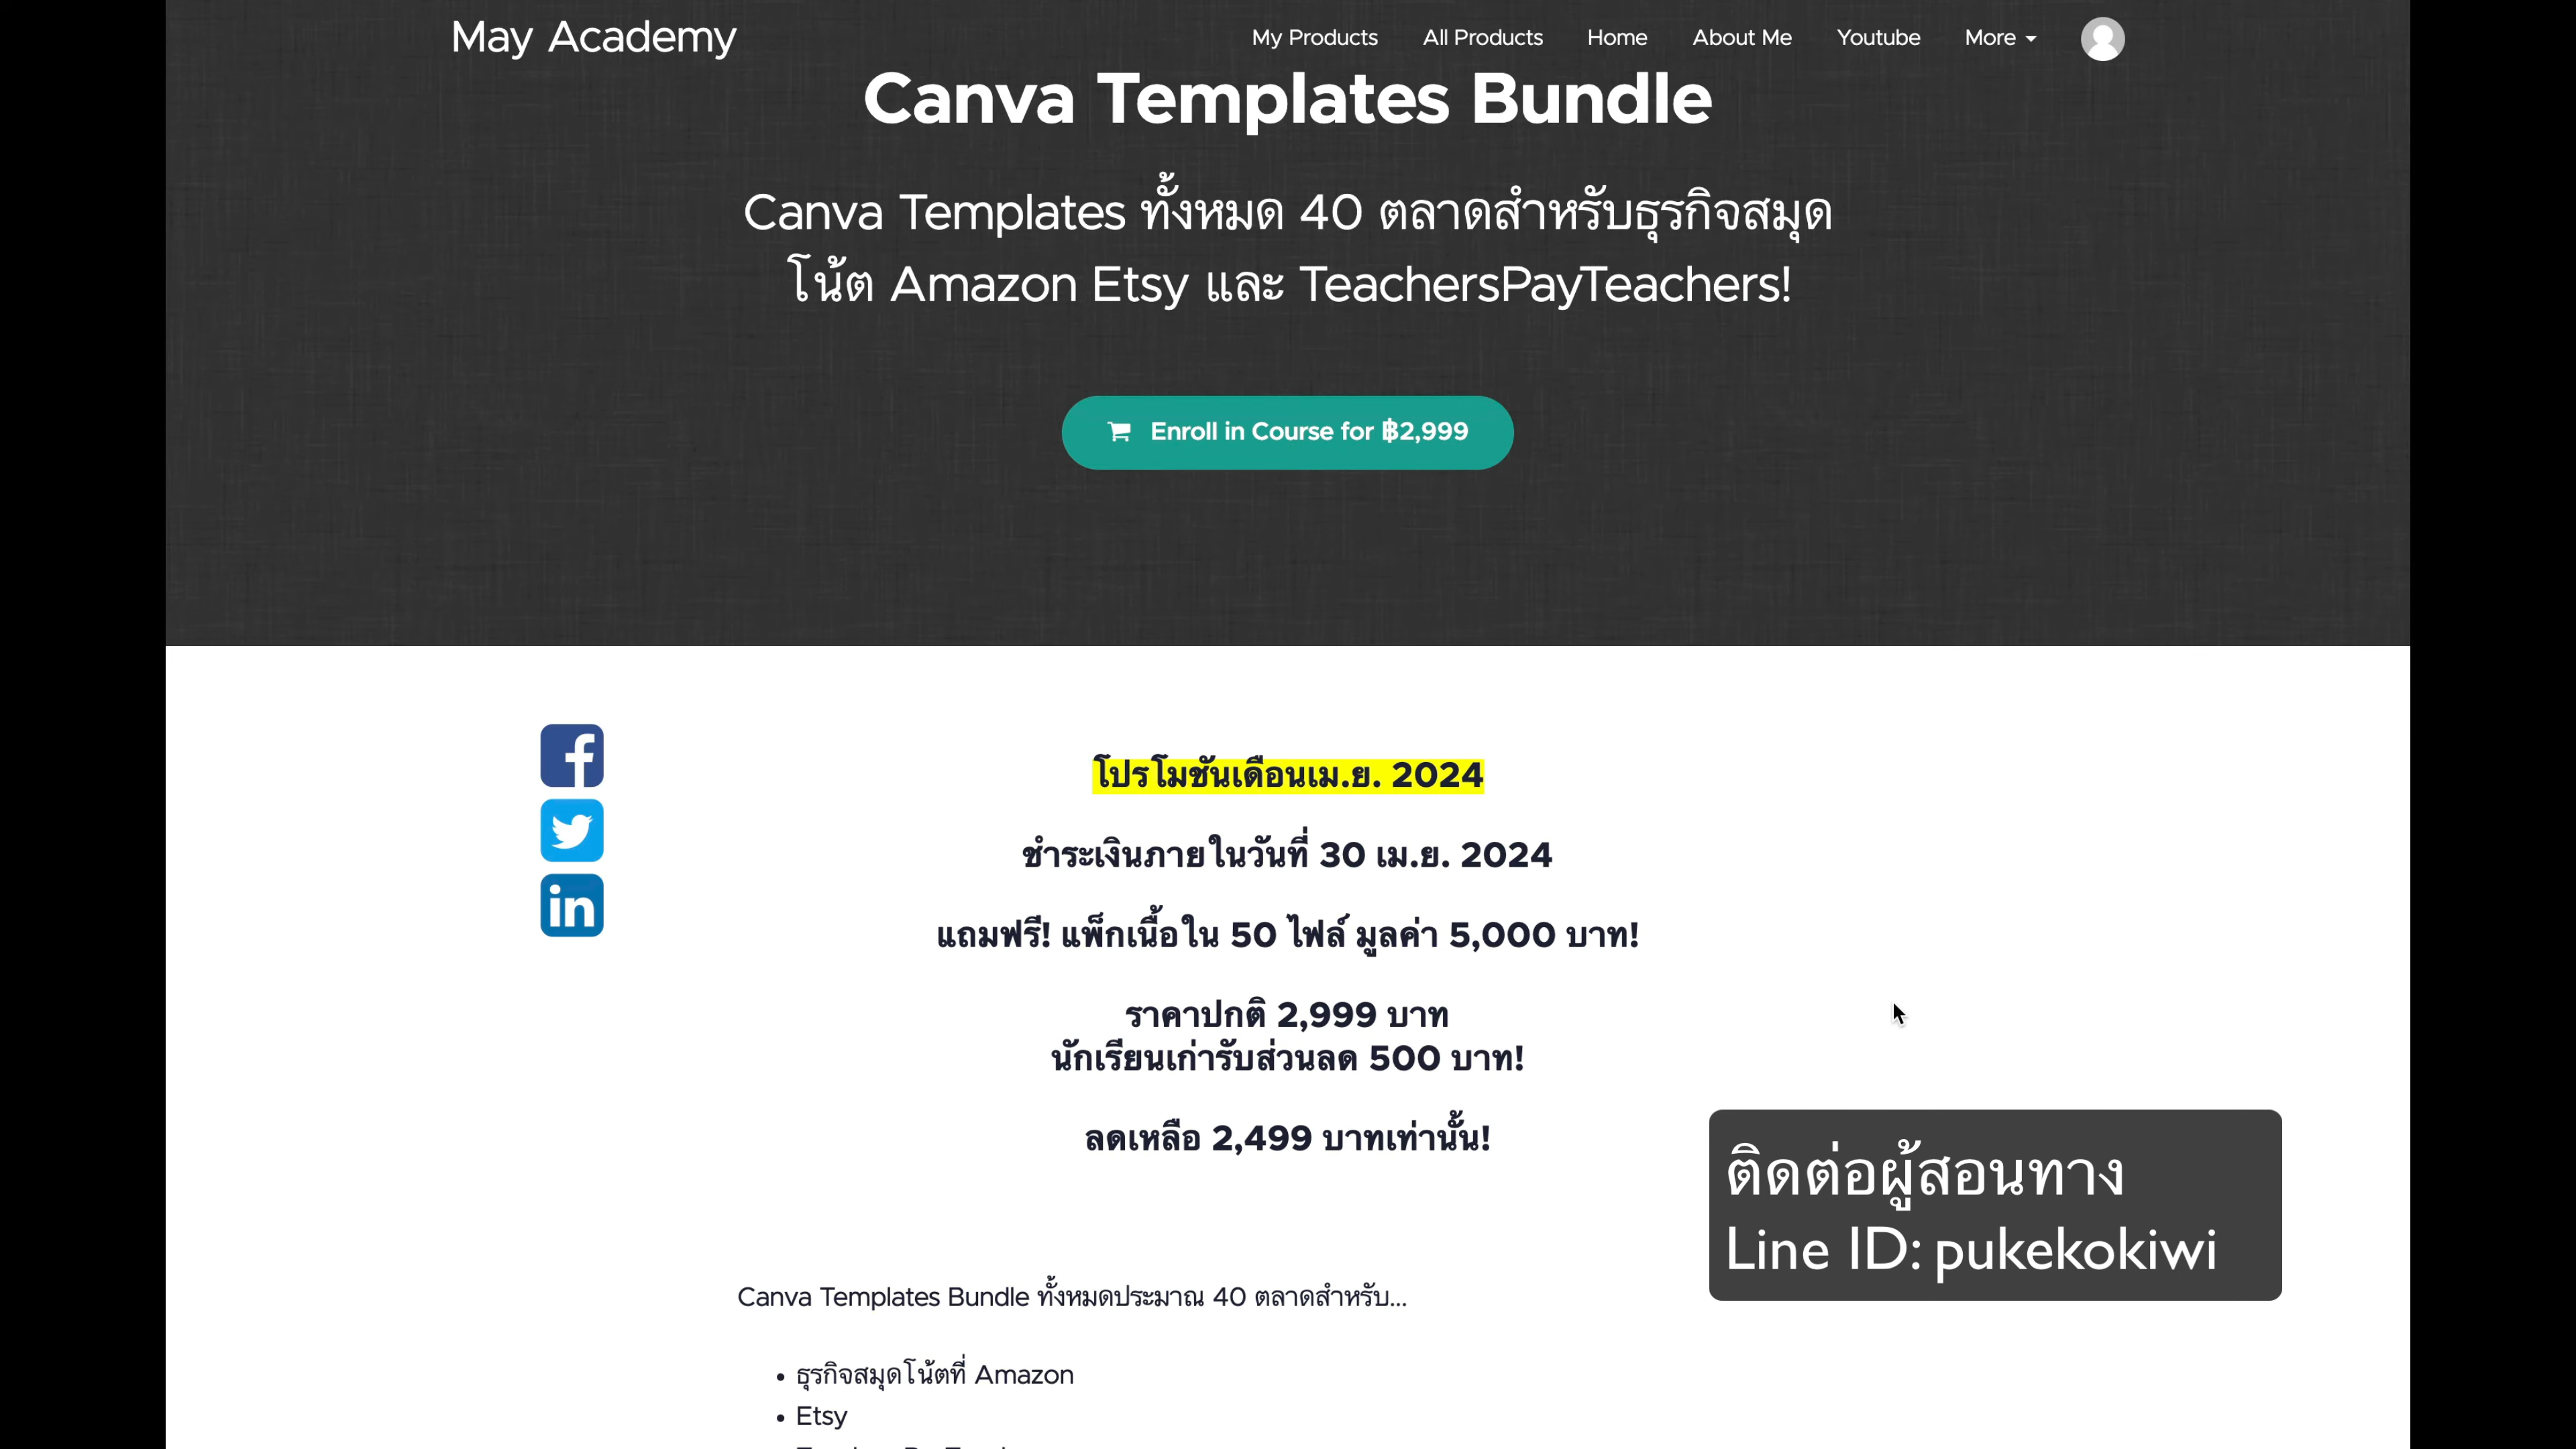 May Academy
My Products
All Products
Home
About Me
Youtube
More
Canva Templates Bundle
Canva Templates ทั้งหมด 40 ตลาดสำหรับธุรกิจสมุด
โน้ต Amazon Etsy และ TeachersPayTeachers!
Enroll in Course for ฿2,999
โปรโมชันเดือนเม.ย. 2024
ชำระเงินภายในวันที่ 30 เม.ย. 2024
แถมฟรี! แพ็กเนื้อใน 50 ไฟล์ มูลค่า 5,000 บาท!
ราคาปกติ 2,999 บาท
นักเรียนเก่ารับส่วนลด 500 บาท!
ลดเหลือ 2,499 บาทเท่านั้น!
ติดต่อผู้สอนทาง
Line ID: pukekokiwi
Canva Templates Bundle ทั้งหมดประมาณ 40 ตลาดสำหรับ...
• ธุรกิจสมุดโน้ตที่ Amazon
• Etsy